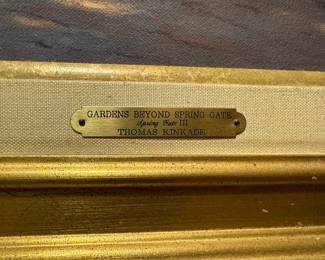 GARDENS BEYOND SPRING GATE
Spring Gate III
THOMAS KINKADE